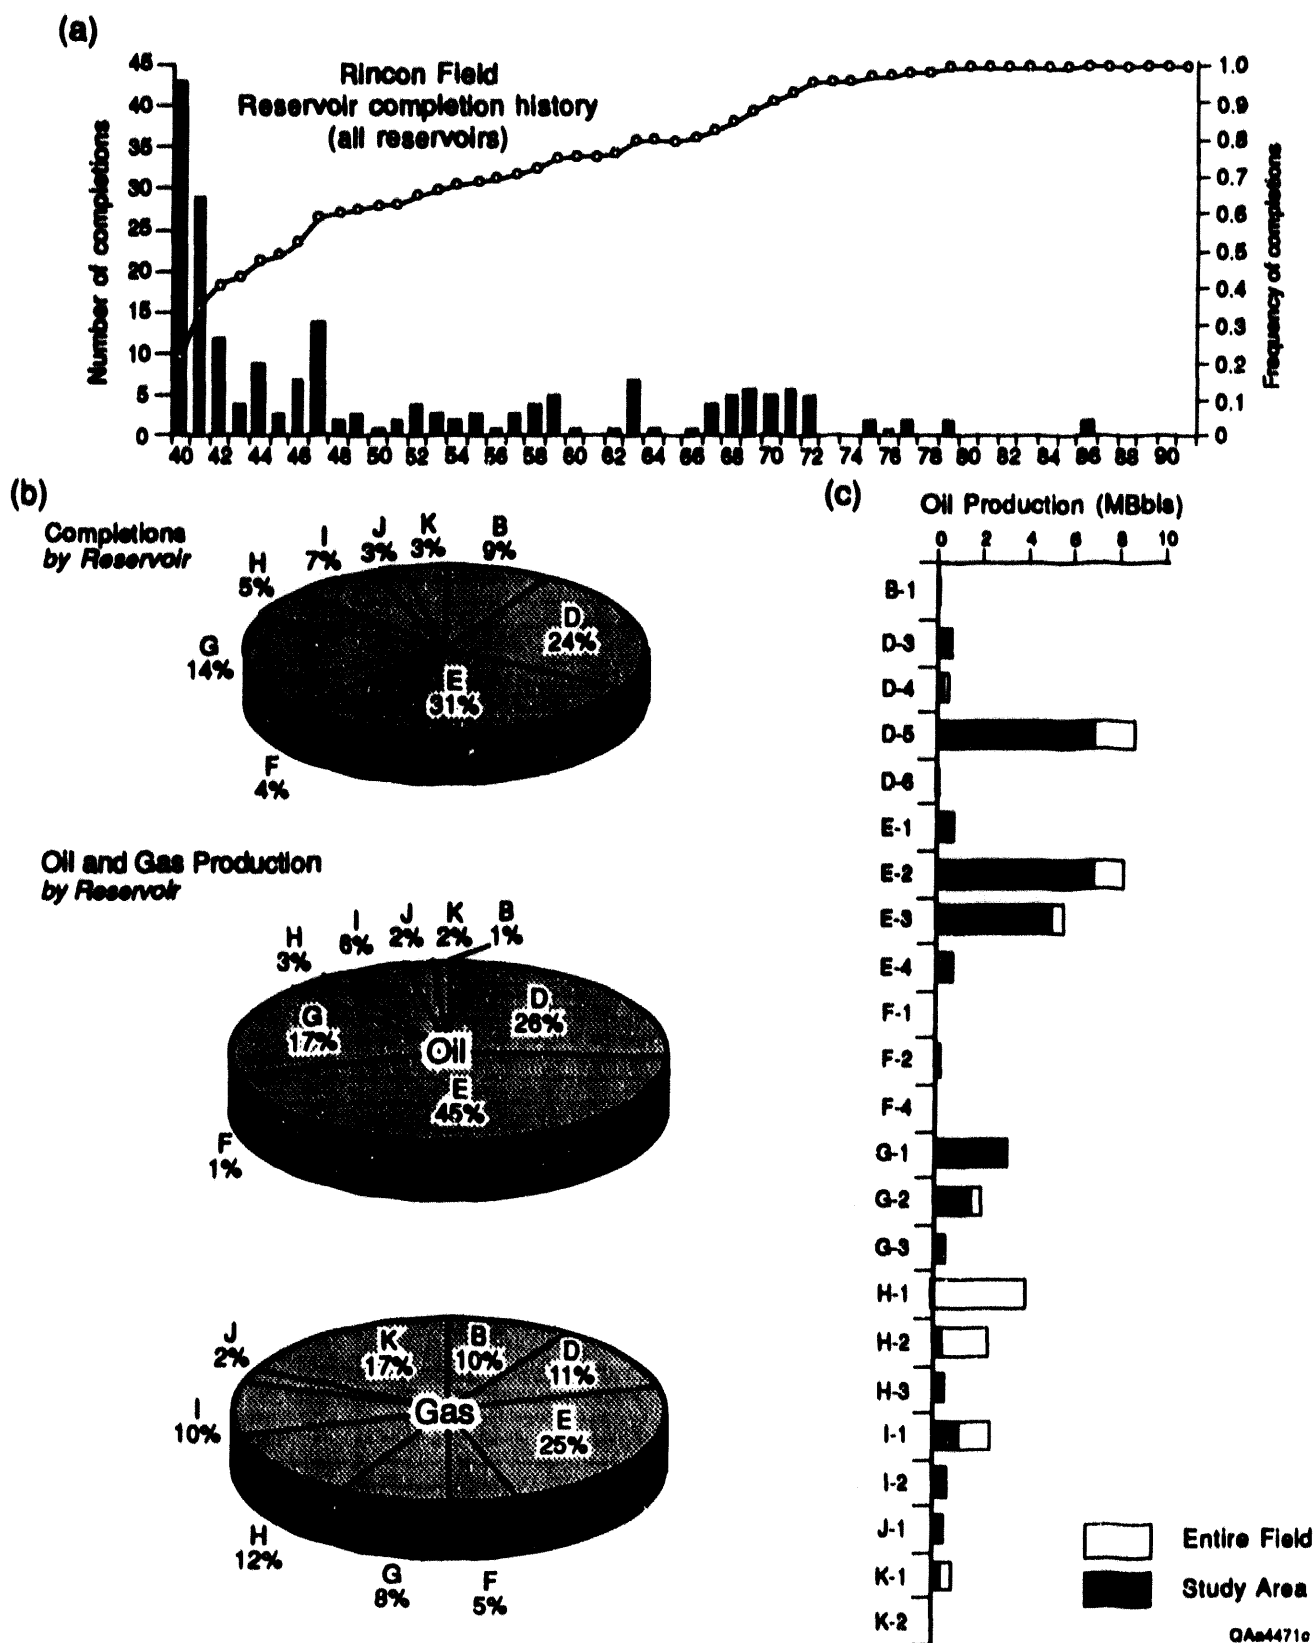 (a)
Rincon Field
Reservoir completion history
(all reservoirs)
Number of completions
45
40
35
30
25
20
15
10
5
0
1.0
0.9
0.8
0.7
0.6
0.5
0.4
0.3
0.2
0.1
0
Frequency of completions
40 42 44 46 48 50 52 54 56 58 60 62 64 66 68 70 72 74 76 78 80 82 84 86 88 90
(b)
Completions
by Reservoir
H
5%
I
7%
J
3%
K
3%
B
9%
D
24%
E
31%
G
14%
F
4%
Oil and Gas Production
by Reservoir
H
3%
I
6%
J
2%
K
2%
B
1%
G
17%
D
26%
Oil
E
45%
F
1%
J
2%
K
17%
B
10%
D
11%
Gas
I
10%
E
25%
H
12%
G
8%
F
5%
(c)
Oil Production (MBbls)
0 2 4 6 8 10
B-1
D-3
D-4
D-5
D-6
E-1
E-2
E-3
E-4
F-1
F-2
F-4
G-1
G-2
G-3
H-1
H-2
H-3
I-1
I-2
J-1
K-1
K-2
Entire Field
Study Area
QAa4471c